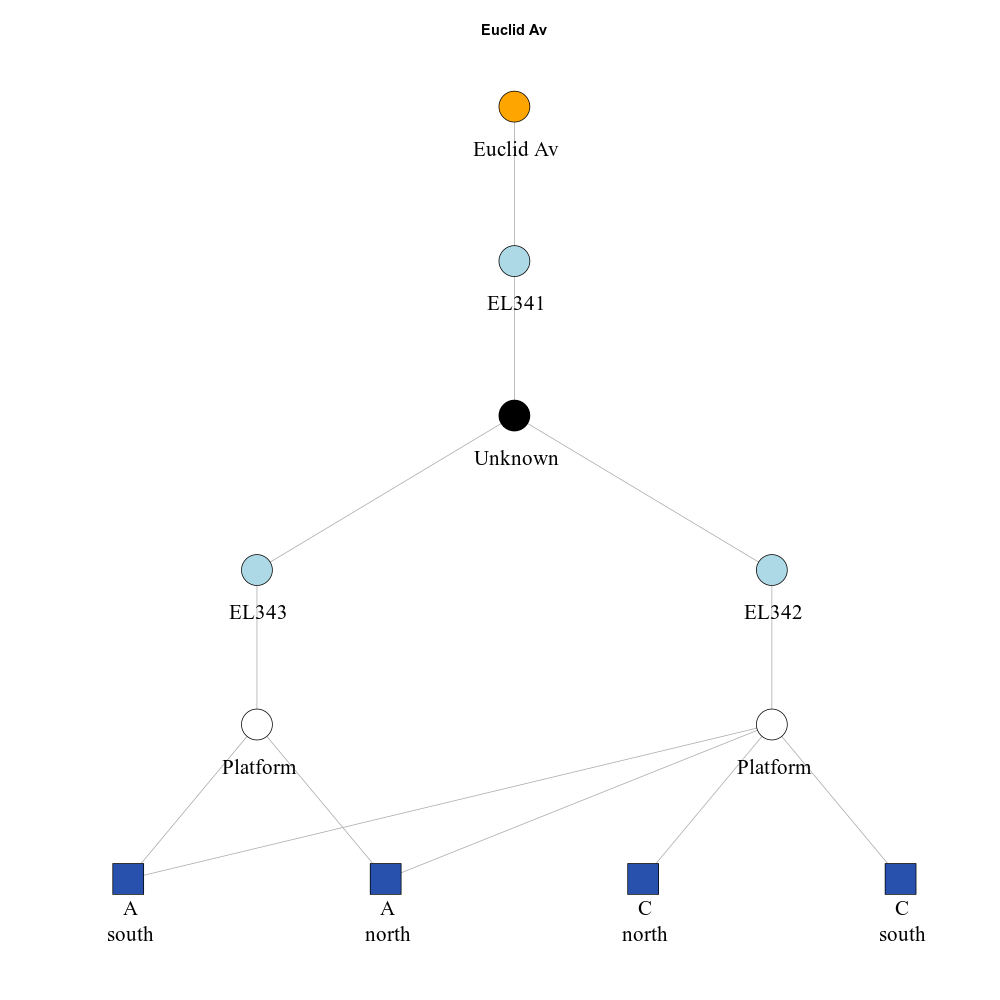 Euclid Av
Euclid Av
EL341
Unknown
EL343
EL342
Platform
Platform
A
south
A
north
C
north
C
south